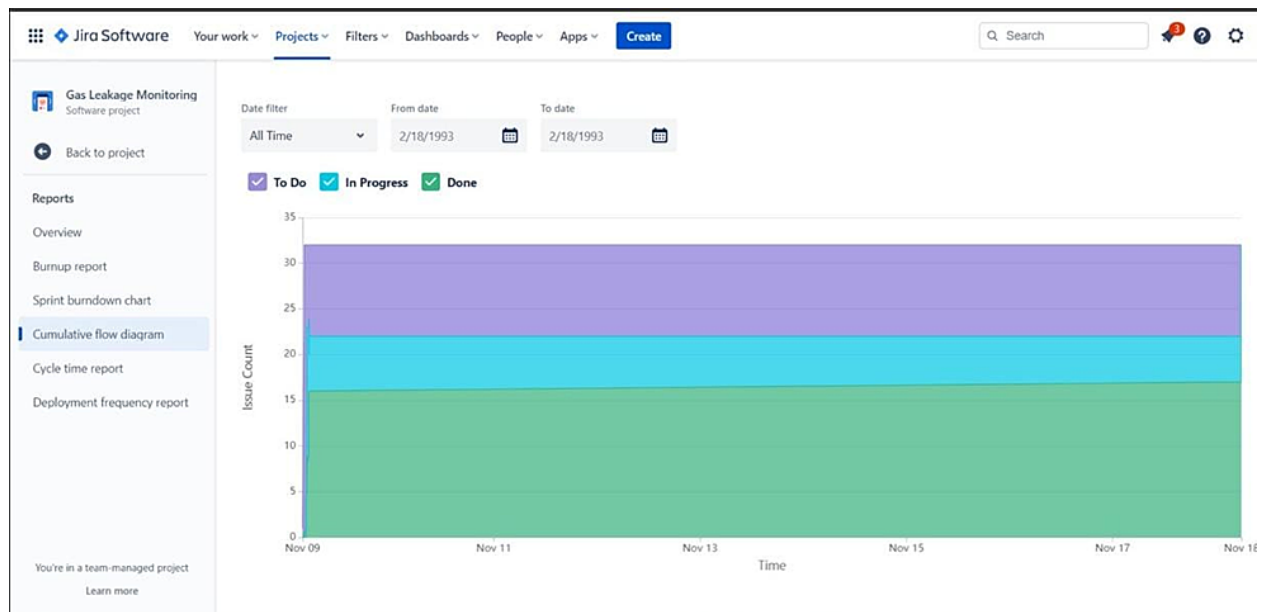 Jira Software Your work Projects Filters Dashboards People Apps Create Search 3 ?
Gas Leakage Monitoring
Software project
Back to project
Reports
Overview
Burnup report
Sprint burndown chart
Cumulative flow diagram
Cycle time report
Deployment frequency report
You're in a team-managed project
Learn more
Date filter From date To date
All Time 2/18/1993 2/18/1993
To Do In Progress Done
35
30
25
20
15
10
5
0
Issue Count
Nov 09 Nov 11 Nov 13 Nov 15 Nov 17 Nov 18
Time